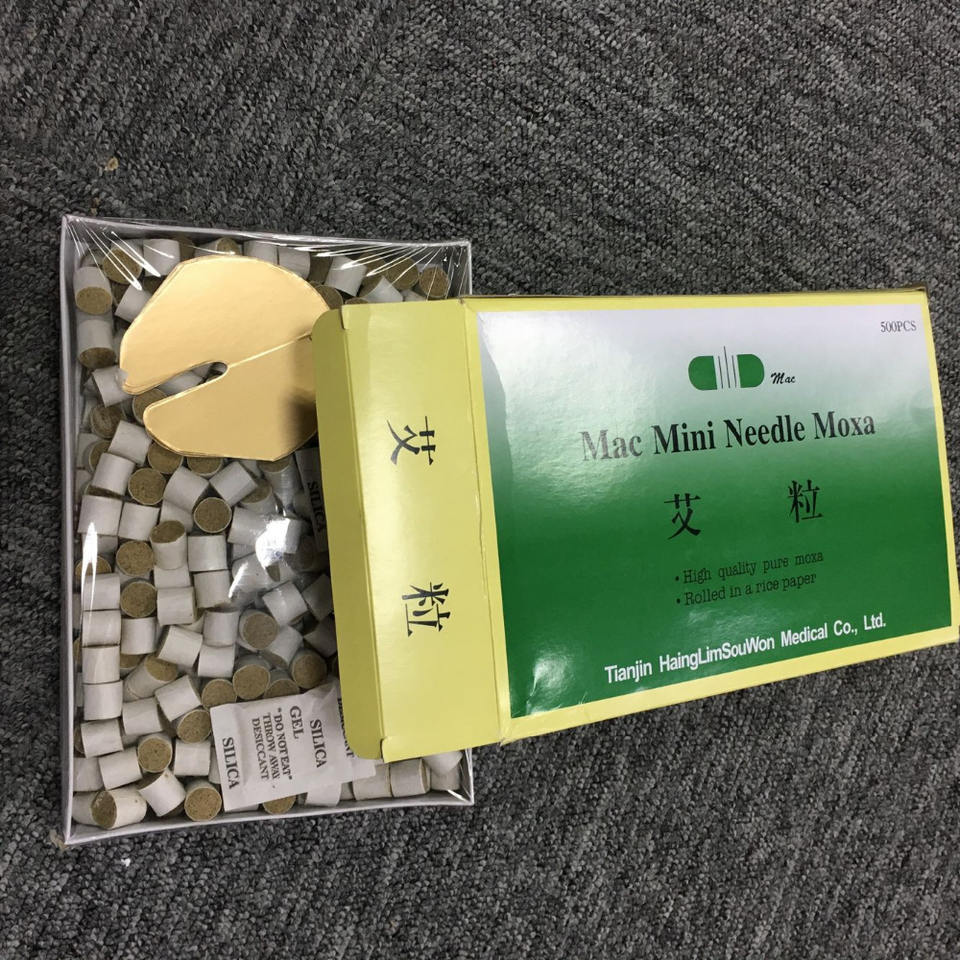 500PCS
Mac
Mac Mini Needle Moxa
艾 粒
• High quality pure moxa
• Rolled in a rice paper
Tianjin HaingLimSouWon Medical Co., Ltd.
艾 粒
SILICA
SILICA
GEL
"DO NOT EAT"
THROW AWAY
DESICCANT
SILICA